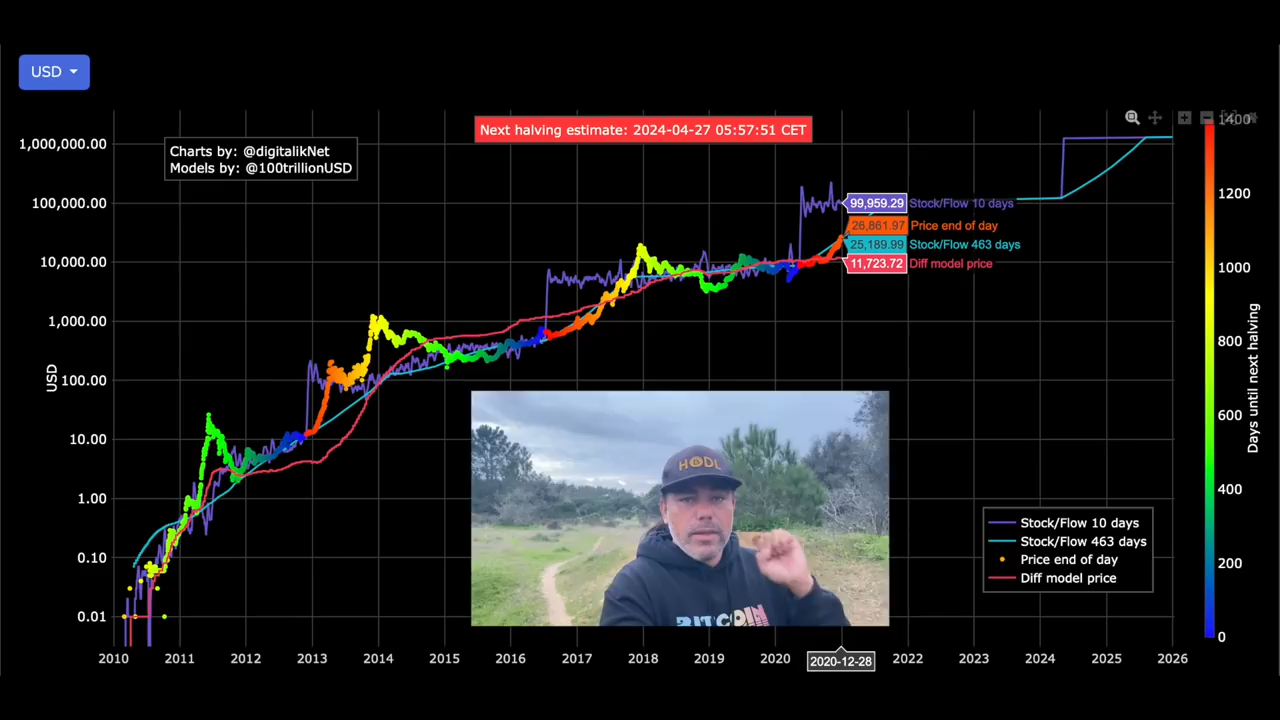 USD
Next halving estimate: 2024-04-27 05:57:51 CET
Charts by: @digitalikNet
Models by: @100trillionUSD
1,000,000.00
100,000.00
10,000.00
1,000.00
100.00
10.00
1.00
0.10
0.01
USD
99,959.29 Stock/Flow 10 days
26,861.97 Price end of day
25,189.99 Stock/Flow 463 days
11,723.72 Diff model price
HODL
BITCOIN
Stock/Flow 10 days
Stock/Flow 463 days
Price end of day
Diff model price
2010 2011 2012 2013 2014 2015 2016 2017 2018 2019 2020 2022 2023 2024 2025 2026
2020-12-28
1400
1200
1000
800
600
400
200
0
Days until next halving